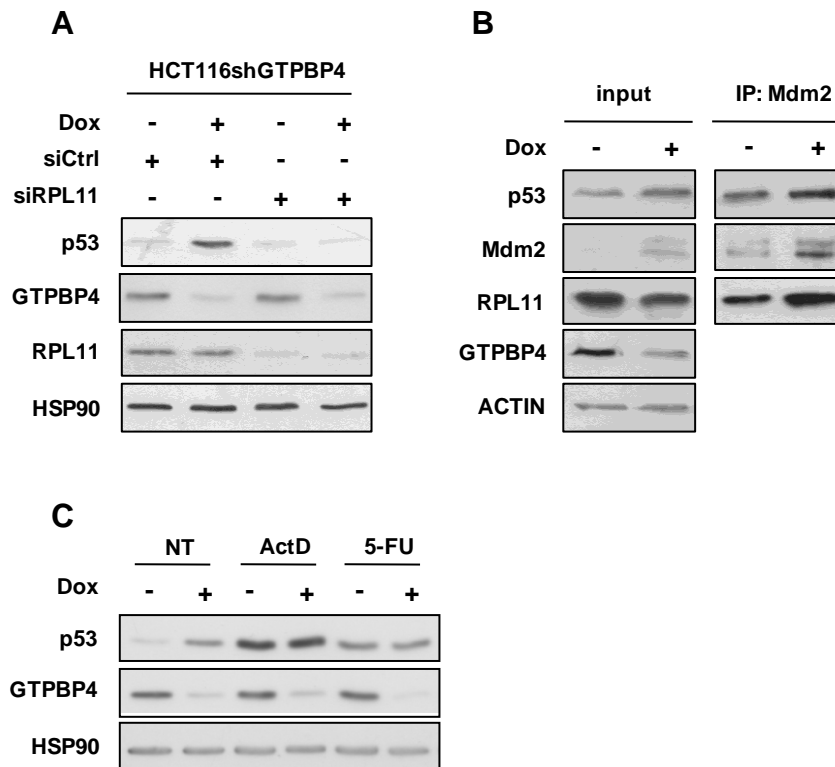 A
HCT116shGTPBP4
Dox - + - +
siCtrl + + - -
siRPL11 - - + +
p53
GTPBP4
RPL11
HSP90
B
input IP: Mdm2
Dox - + - +
p53
Mdm2
RPL11
GTPBP4
ACTIN
C
NT ActD 5-FU
Dox - + - + - +
p53
GTPBP4
HSP90